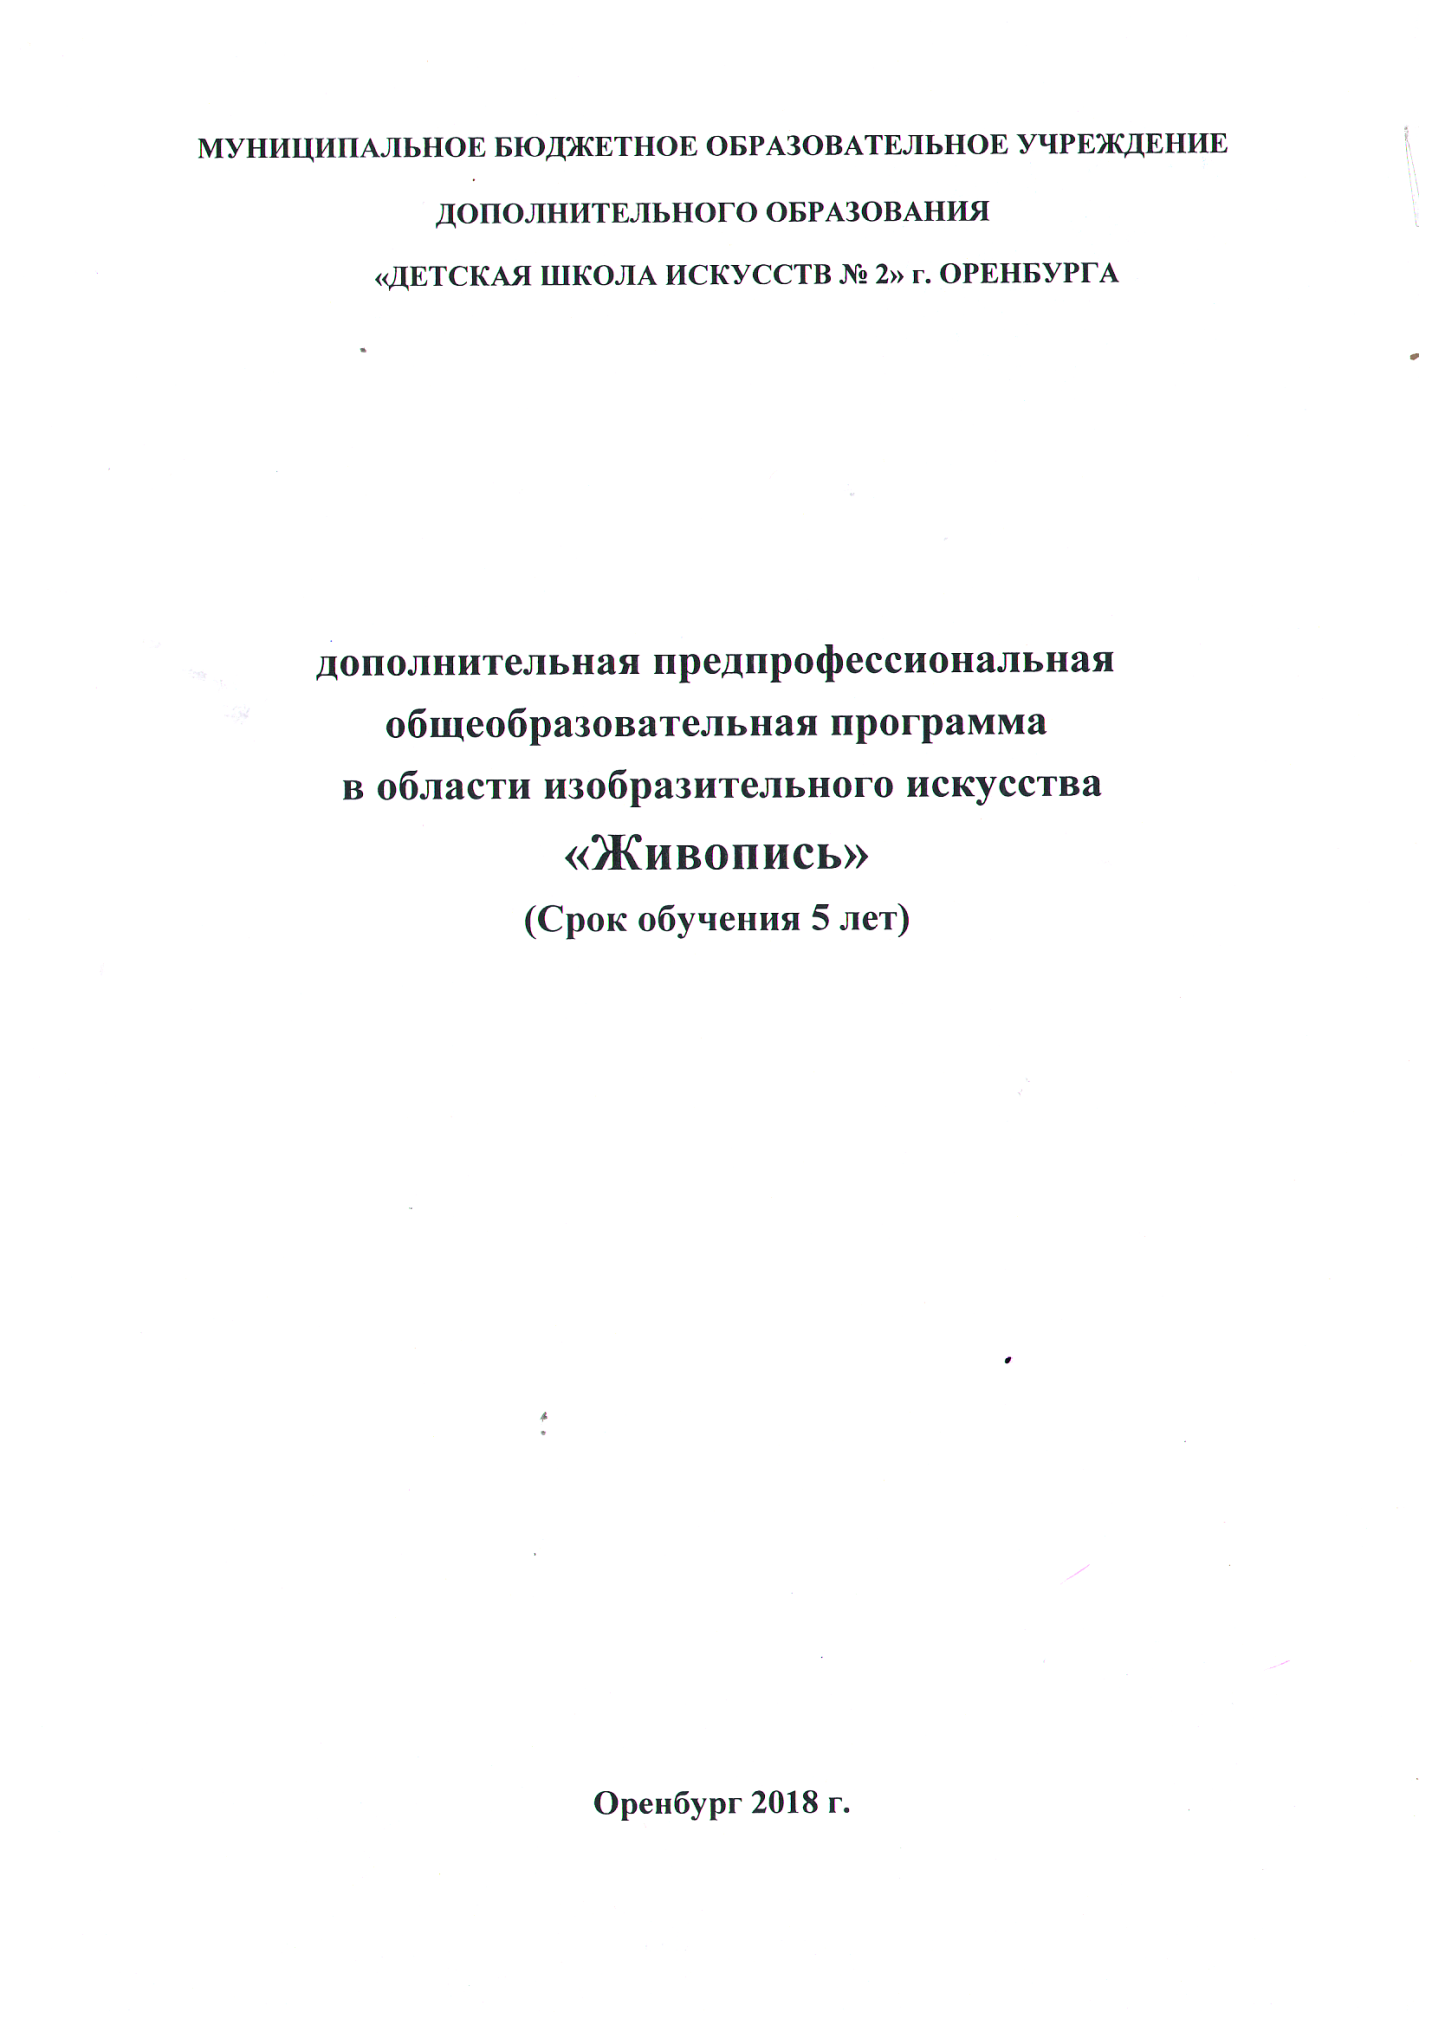 МУНИЦИПАЛЬНОЕ БЮДЖЕТНОЕ ОБРАЗОВАТЕЛЬНОЕ УЧРЕЖДЕНИЕ
ДОПОЛНИТЕЛЬНОГО ОБРАЗОВАНИЯ
«ДЕТСКАЯ ШКОЛА ИСКУССТВ № 2» г. ОРЕНБУРГА
дополнительная предпрофессиональная
общеобразовательная программа
в области изобразительного искусства
«Живопись»
(Срок обучения 5 лет)
Оренбург 2018 г.